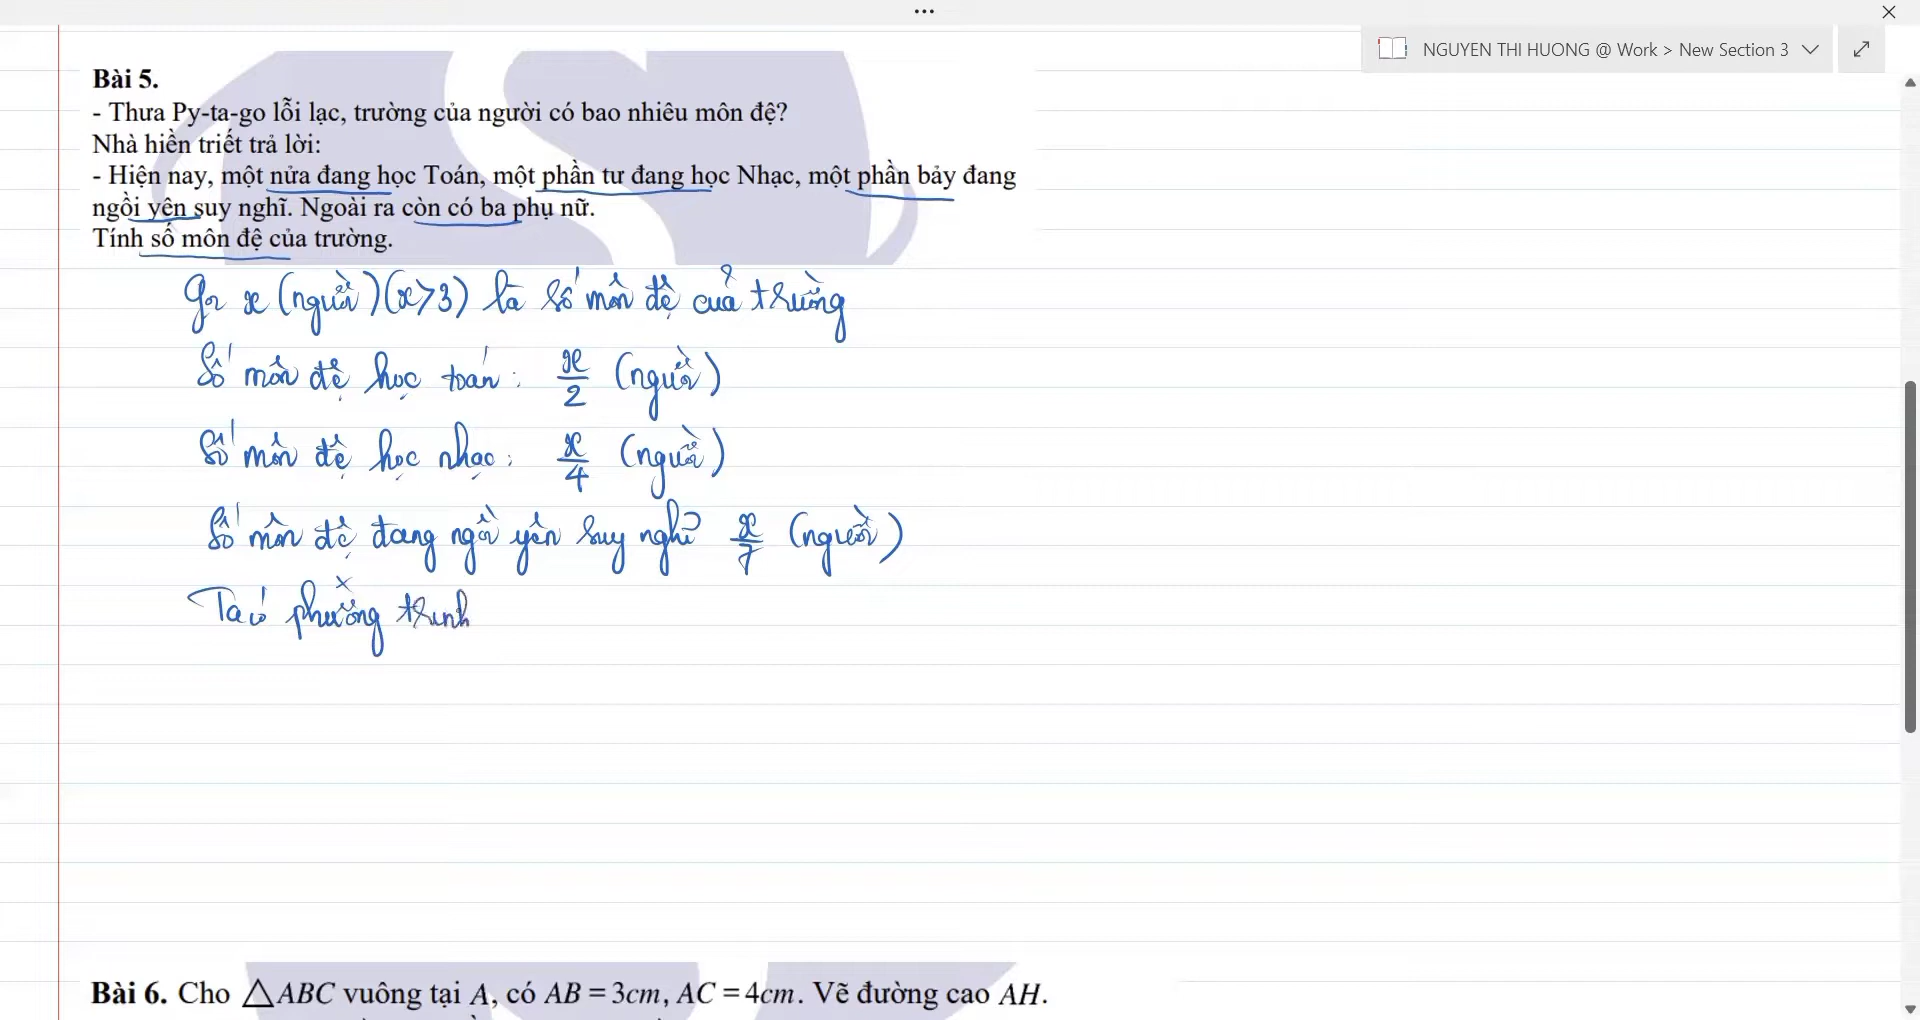 ...
NGUYEN THI HUONG @ Work > New Section 3
Bài 5.
- Thưa Py-ta-go lỗi lạc, trường của người có bao nhiêu môn đệ?
Nhà hiền triết trả lời:
- Hiện nay, một nửa đang học Toán, một phần tư đang học Nhạc, một phần bảy đang
ngồi yên suy nghĩ. Ngoài ra còn có ba phụ nữ.
Tính số môn đệ của trường.
Gọi x (người) (x>3) là số môn đệ của trường
Số môn đệ học toán: x/2 (người)
Số môn đệ học nhạc: x/4 (người)
Số môn đệ đang ngồi yên suy nghĩ x/7 (người)
Ta có phương trinh
Bài 6. Cho △ABC vuông tại A, có AB = 3cm, AC = 4cm. Vẽ đường cao AH.